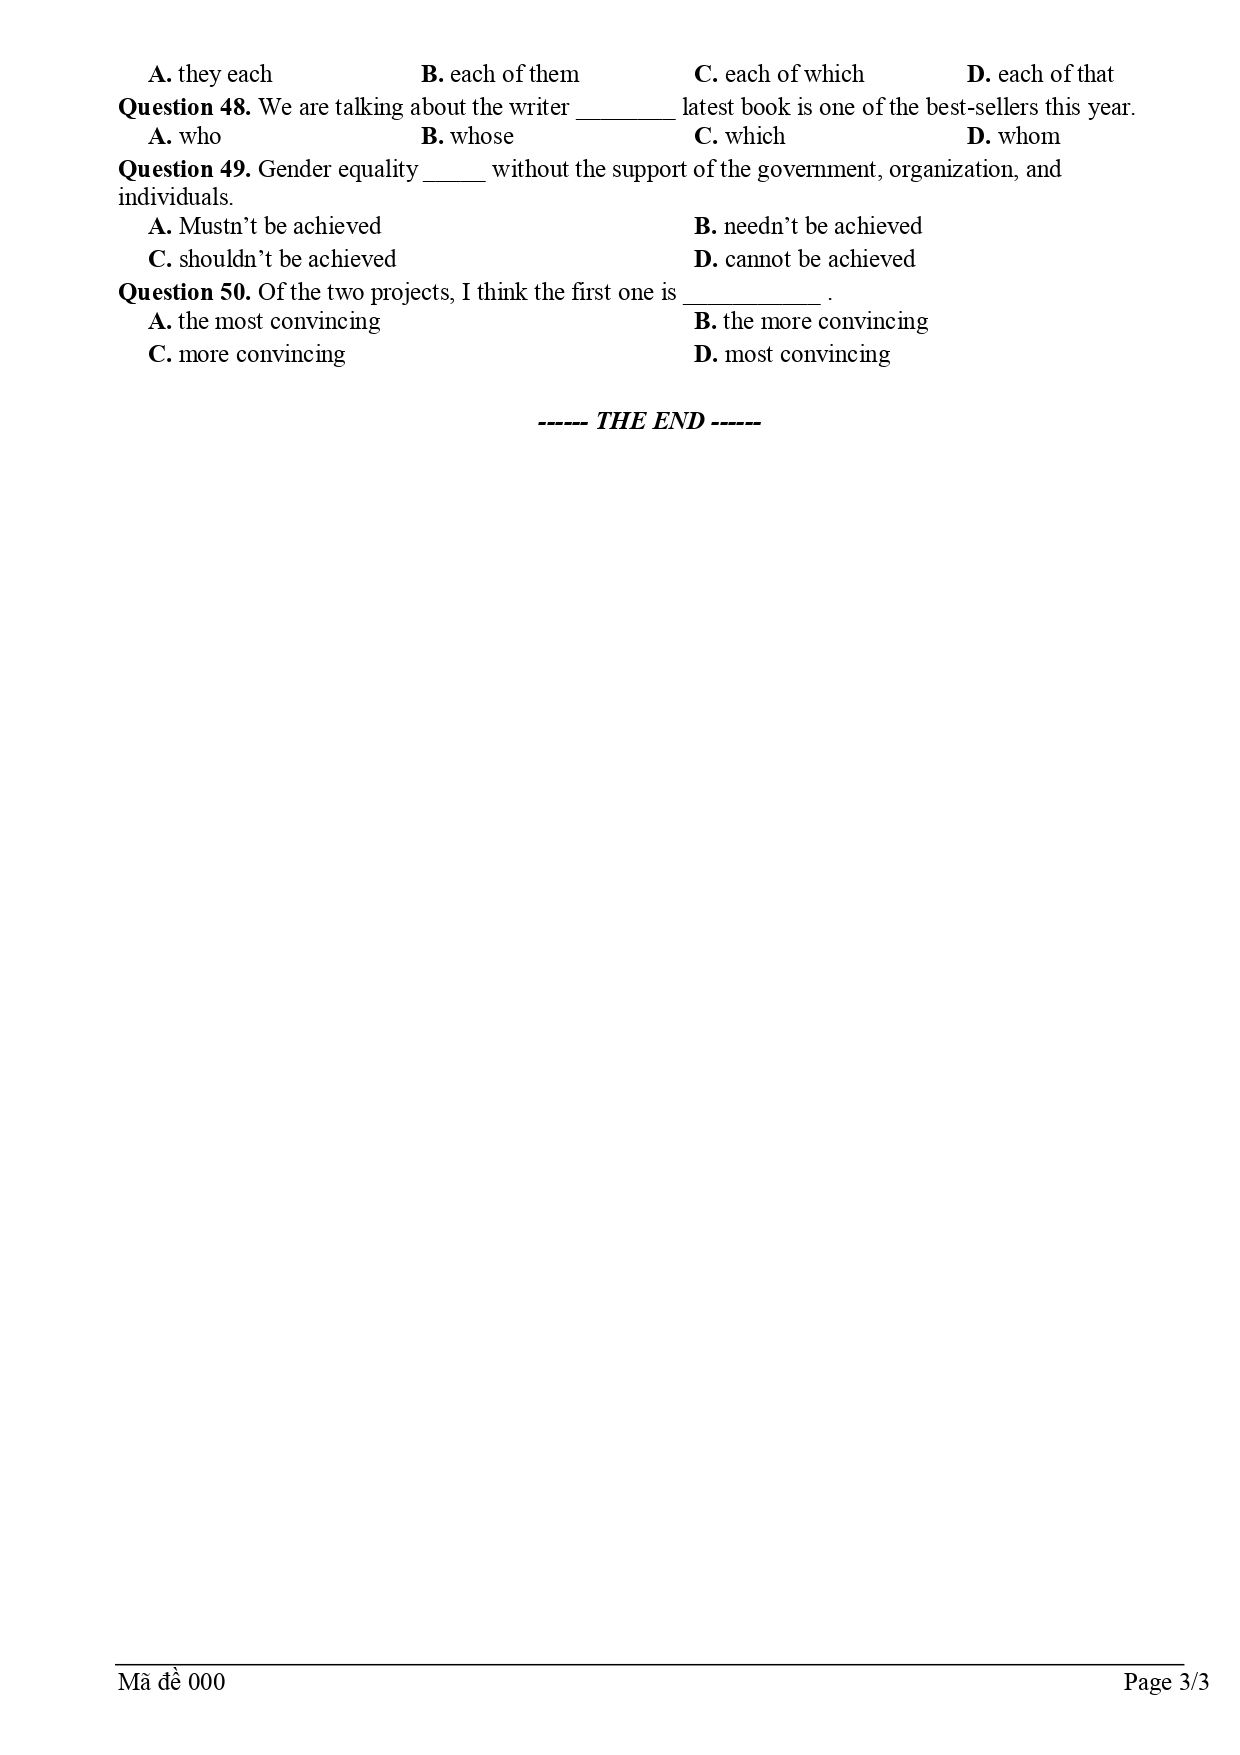 A. they each B. each of them C. each of which D. each of that
Question 48. We are talking about the writer ________ latest book is one of the best-sellers this year.
A. who B. whose C. which D. whom
Question 49. Gender equality _____ without the support of the government, organization, and
individuals.
A. Mustn’t be achieved B. needn’t be achieved
C. shouldn’t be achieved D. cannot be achieved
Question 50. Of the two projects, I think the first one is ___________ .
A. the most convincing B. the more convincing
C. more convincing D. most convincing
------ THE END ------
Mã đề 000 Page 3/3